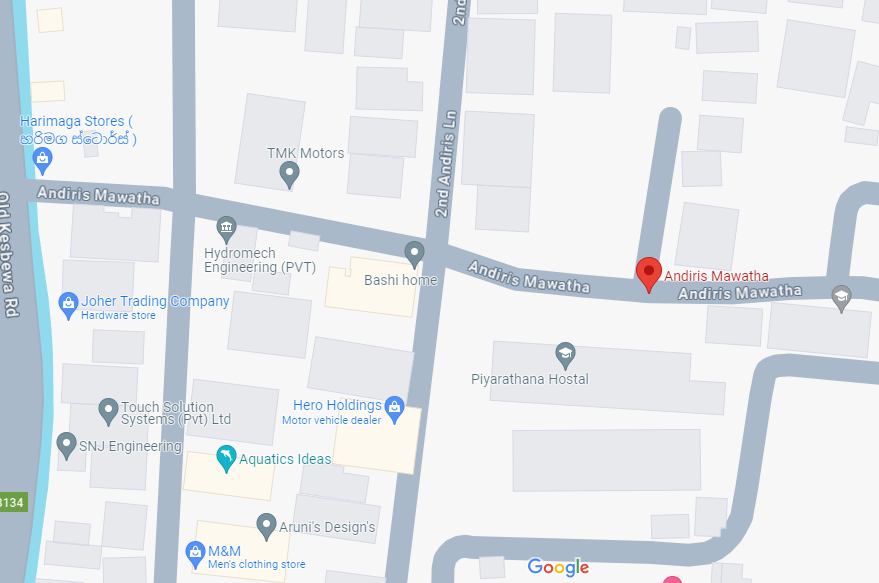 2nd
Harimaga Stores (
හරිමග ස්ටොර්ස් )
2nd Andiris Ln
TMK Motors
Andiris Mawatha
Old Kesbewa Rd
Hydromech
Engineering (PVT)
Bashi home
Andiris Mawatha
Andiris Mawatha
Andiris Mawatha
Joher Trading Company
Hardware store
Piyarathana Hostal
Touch Solution
Systems (Pvt) Ltd
Hero Holdings
Motor vehicle dealer
SNJ Engineering
Aquatics Ideas
3134
Aruni's Design's
M&M
Men's clothing store
Google